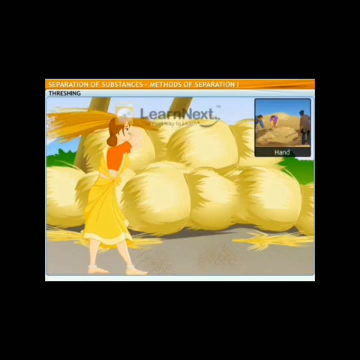 SEPARATION OF SUBSTANCES - METHODS OF SEPARATION I
THRESHING
LearnNext
Hand